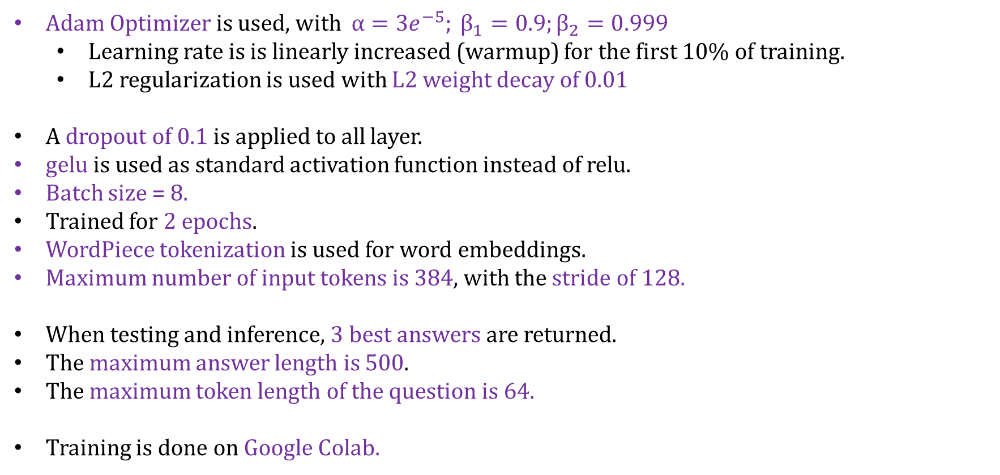 • Adam Optimizer is used, with α = 3e⁻⁵; β₁ = 0.9; β₂ = 0.999
• Learning rate is is linearly increased (warmup) for the first 10% of training.
• L2 regularization is used with L2 weight decay of 0.01
• A dropout of 0.1 is applied to all layer.
• gelu is used as standard activation function instead of relu.
• Batch size = 8.
• Trained for 2 epochs.
• WordPiece tokenization is used for word embeddings.
• Maximum number of input tokens is 384, with the stride of 128.
• When testing and inference, 3 best answers are returned.
• The maximum answer length is 500.
• The maximum token length of the question is 64.
• Training is done on Google Colab.